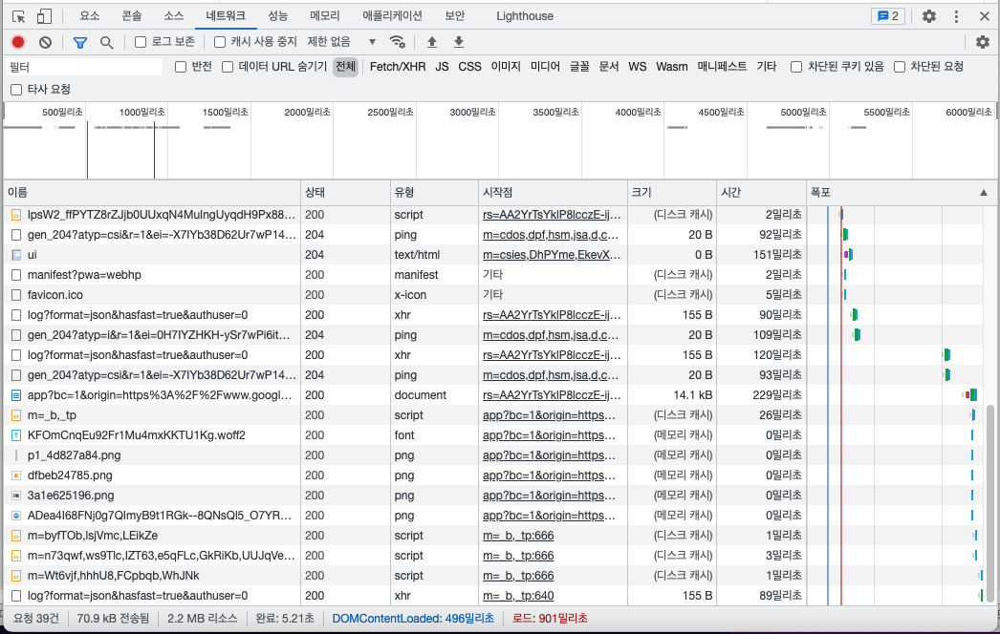 요소 콘솔 소스 네트워크 성능 메모리 애플리케이션 보안 Lighthouse 2
로그 보존 캐시 사용 중지 제한 없음
필터 반전 데이터 URL 숨기기 전체 Fetch/XHR JS CSS 이미지 미디어 글꼴 문서 WS Wasm 매니페스트 기타 차단된 쿠키 있음 차단된 요청
타사 요청
500밀리초 1000밀리초 1500밀리초 2000밀리초 2500밀리초 3000밀리초 3500밀리초 4000밀리초 4500밀리초 5000밀리초 5500밀리초 6000밀리초
이름 상태 유형 시작점 크기 시간 폭포
lpsW2_ffPYTZ8rZJjb0UUxqN4MuIngUyqdH9Px88... 200 script rs=AA2YrTsYklP8lcczE-ij... (디스크 캐시) 2밀리초
gen_204?atyp=csi&r=1&ei=-X7IYb38D62Ur7wP14... 204 ping m=cdos,dpf,hsm,jsa,d,c... 20 B 92밀리초
ui 204 text/html m=csies,DhPYme,EkevX... 0 B 151밀리초
manifest?pwa=webhp 200 manifest 기타 (디스크 캐시) 2밀리초
favicon.ico 200 x-icon 기타 (디스크 캐시) 5밀리초
log?format=json&hasfast=true&authuser=0 200 xhr rs=AA2YrTsYklP8lcczE-ij... 155 B 90밀리초
gen_204?atyp=i&r=1&ei=0H7IYZHKH-ySr7wPi6it... 204 ping m=cdos,dpf,hsm,jsa,d,c... 20 B 109밀리초
log?format=json&hasfast=true&authuser=0 200 xhr rs=AA2YrTsYklP8lcczE-ij... 155 B 120밀리초
gen_204?atyp=csi&r=1&ei=-X7IYb38D62Ur7wP14... 204 ping m=cdos,dpf,hsm,jsa,d,c... 20 B 93밀리초
app?bc=1&origin=https%3A%2F%2Fwww.googl... 200 document rs=AA2YrTsYklP8lcczE-ij... 14.1 kB 229밀리초
m=_b,_tp 200 script app?bc=1&origin=https... (디스크 캐시) 26밀리초
KFOmCnqEu92Fr1Mu4mxKKTU1Kg.woff2 200 font app?bc=1&origin=https... (메모리 캐시) 0밀리초
p1_4d827a84.png 200 png app?bc=1&origin=https... (메모리 캐시) 0밀리초
dfbeb24785.png 200 png app?bc=1&origin=https... (메모리 캐시) 0밀리초
3a1e625196.png 200 png app?bc=1&origin=https... (메모리 캐시) 0밀리초
ADea4I68FNj0g7QImyB9t1RGk--8QNsQl5_O7YR... 200 png app?bc=1&origin=https... (메모리 캐시) 0밀리초
m=byfTOb,lsjVmc,LEikZe 200 script m=_b,_tp:666 (디스크 캐시) 1밀리초
m=n73qwf,ws9Tlc,IZT63,e5qFLc,GkRiKb,UUJqVe... 200 script m=_b,_tp:666 (디스크 캐시) 3밀리초
m=Wt6vjf,hhhU8,FCpbqb,WhJNk 200 script m=_b,_tp:666 (디스크 캐시) 1밀리초
log?format=json&hasfast=true&authuser=0 200 xhr m=_b,_tp:640 155 B 89밀리초
요청 39건 70.9 kB 전송됨 2.2 MB 리소스 완료: 5.21초 DOMContentLoaded: 496밀리초 로드: 901밀리초